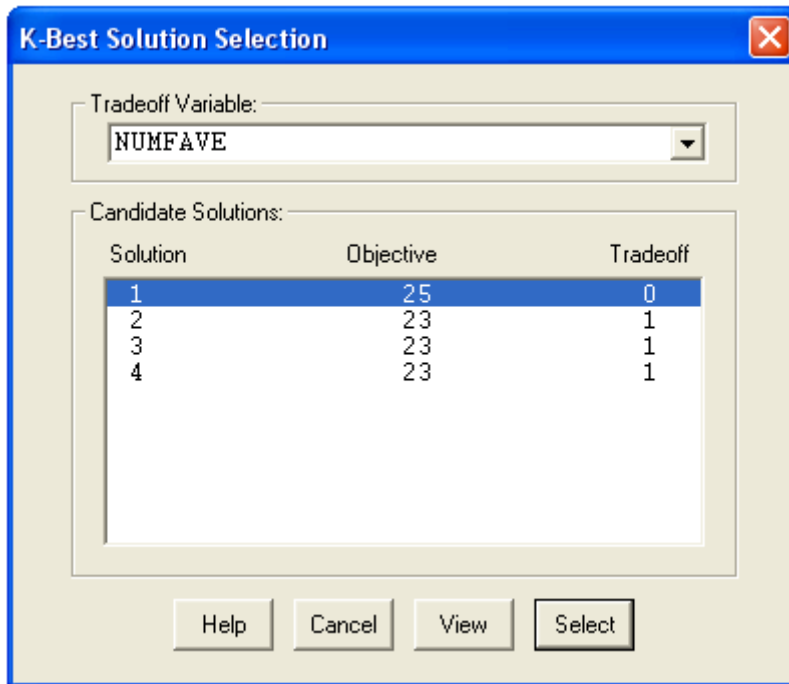 K-Best Solution Selection
Tradeoff Variable:
NUMFAVE
Candidate Solutions:
Solution Objective Tradeoff
1 25 0
2 23 1
3 23 1
4 23 1
Help Cancel View Select